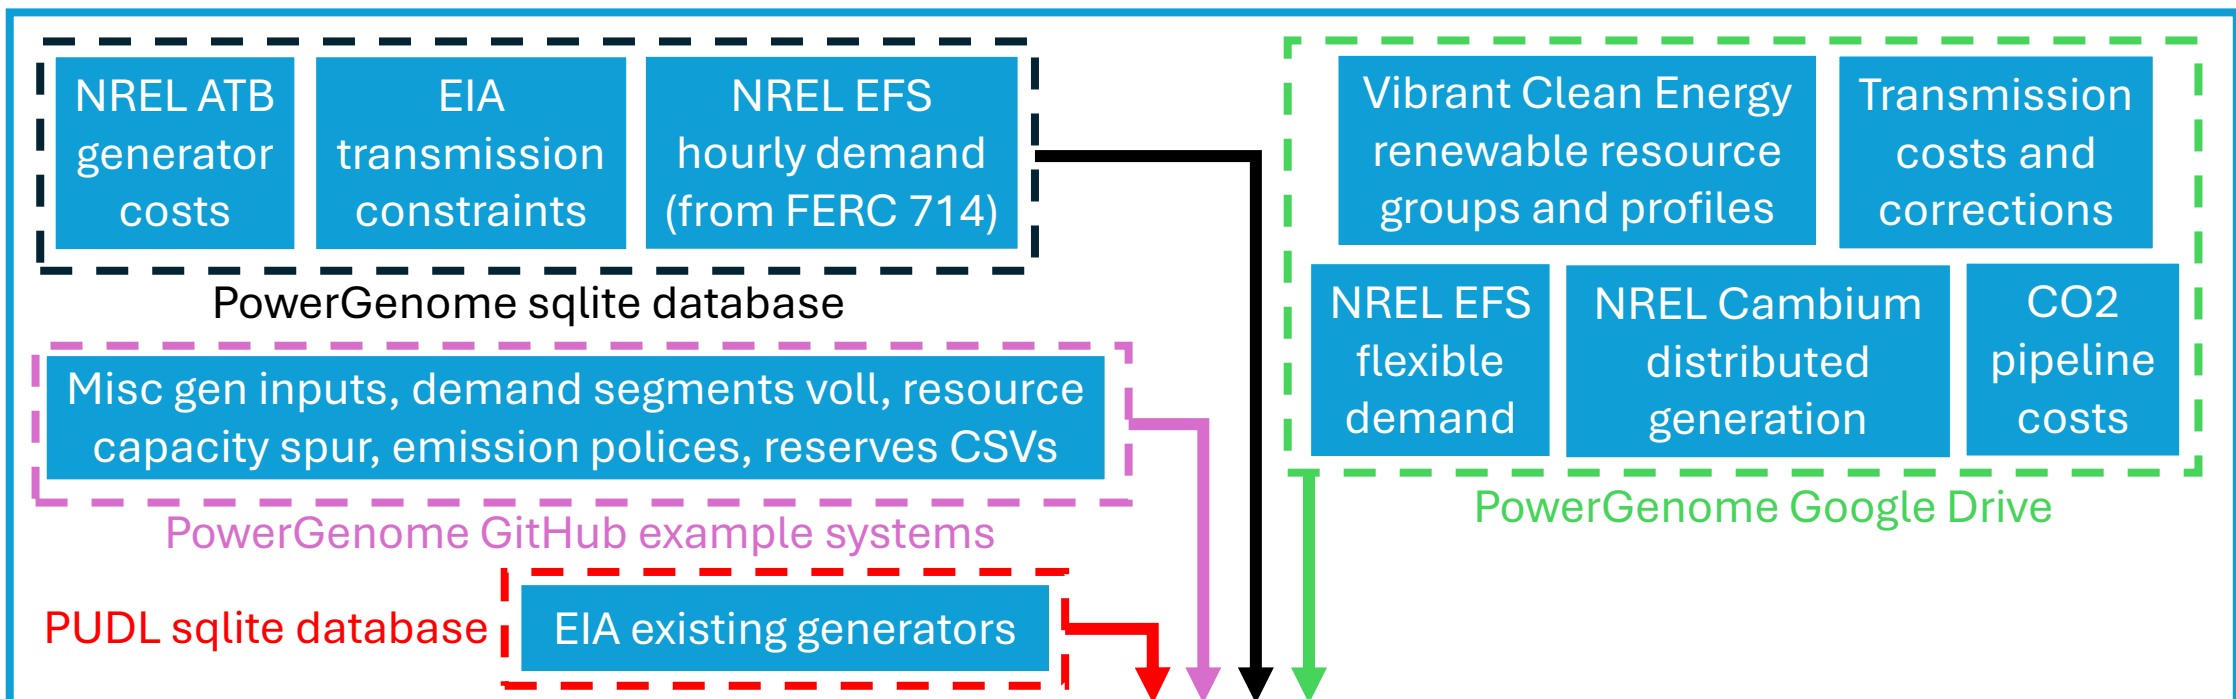 NREL ATB
generator
costs
EIA
transmission
constraints
NREL EFS
hourly demand
(from FERC 714)
PowerGenome sqlite database
Misc gen inputs, demand segments voll, resource
capacity spur, emission polices, reserves CSVs
PowerGenome GitHub example systems
PUDL sqlite database
EIA existing generators
Vibrant Clean Energy
renewable resource
groups and profiles
Transmission
costs and
corrections
NREL EFS
flexible
demand
NREL Cambium
distributed
generation
CO2
pipeline
costs
PowerGenome Google Drive